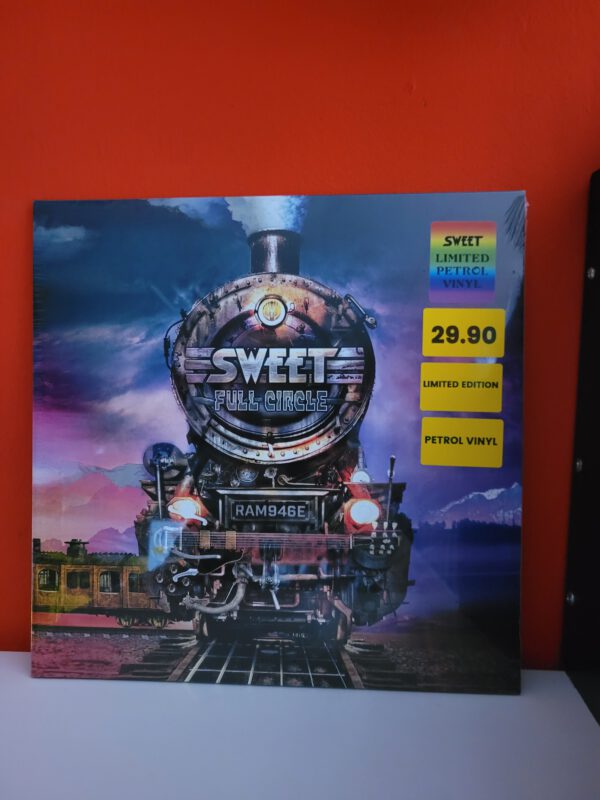 SWEET
LIMITED
PETROL
VINYL
29.90
LIMITED EDITION
PETROL VINYL
SWEET
FULL CIRCLE
RAM946E